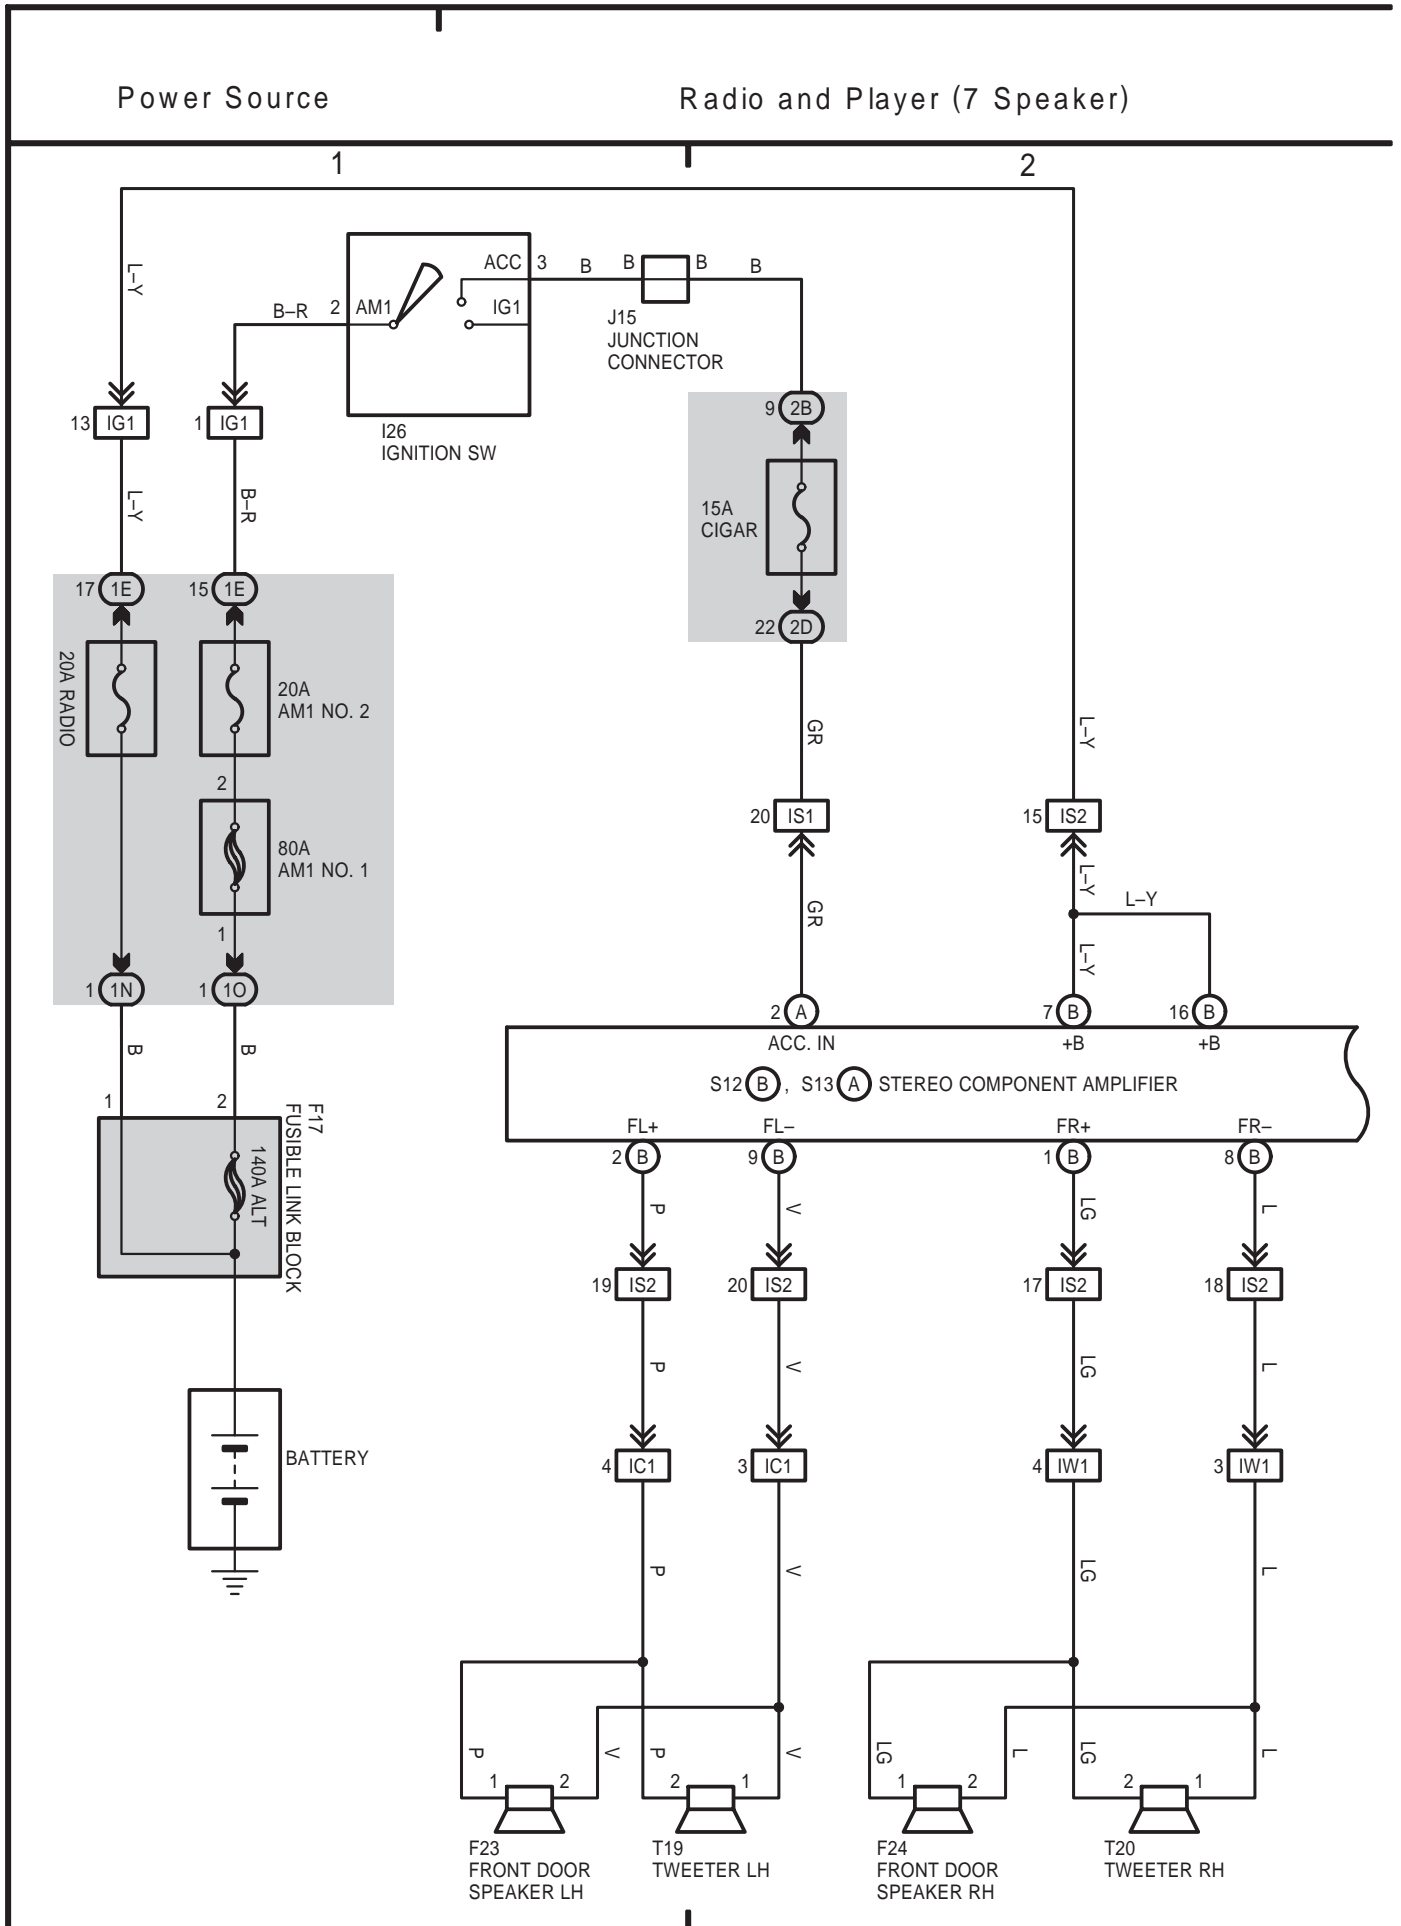 Power Source
Radio and Player (7 Speaker)
1
2
L–Y
B–R
2
AM1
ACC
3
IG1
B
B
B
B
J15
JUNCTION
CONNECTOR
I26
IGNITION SW
13
IG1
1
IG1
L–Y
B–R
9
2B
15A
CIGAR
22
2D
17
1E
15
1E
20A RADIO
20A
AM1 NO. 2
2
80A
AM1 NO. 1
1
1
1N
1
1O
B
B
1
2
F17
FUSIBLE LINK BLOCK
140A ALT
BATTERY
GR
L–Y
20
IS1
15
IS2
GR
L–Y
L–Y
L–Y
2
A
7
B
16
B
ACC. IN
+B
+B
S12 B , S13 A STEREO COMPONENT AMPLIFIER
FL+
FL–
FR+
FR–
2
B
9
B
1
B
8
B
P
V
LG
L
19
IS2
20
IS2
17
IS2
18
IS2
P
V
LG
L
4
IC1
3
IC1
4
IW1
3
IW1
P
V
LG
L
P
V
P
V
LG
L
LG
L
1
2
2
1
1
2
2
1
F23
FRONT DOOR
SPEAKER LH
T19
TWEETER LH
F24
FRONT DOOR
SPEAKER RH
T20
TWEETER RH